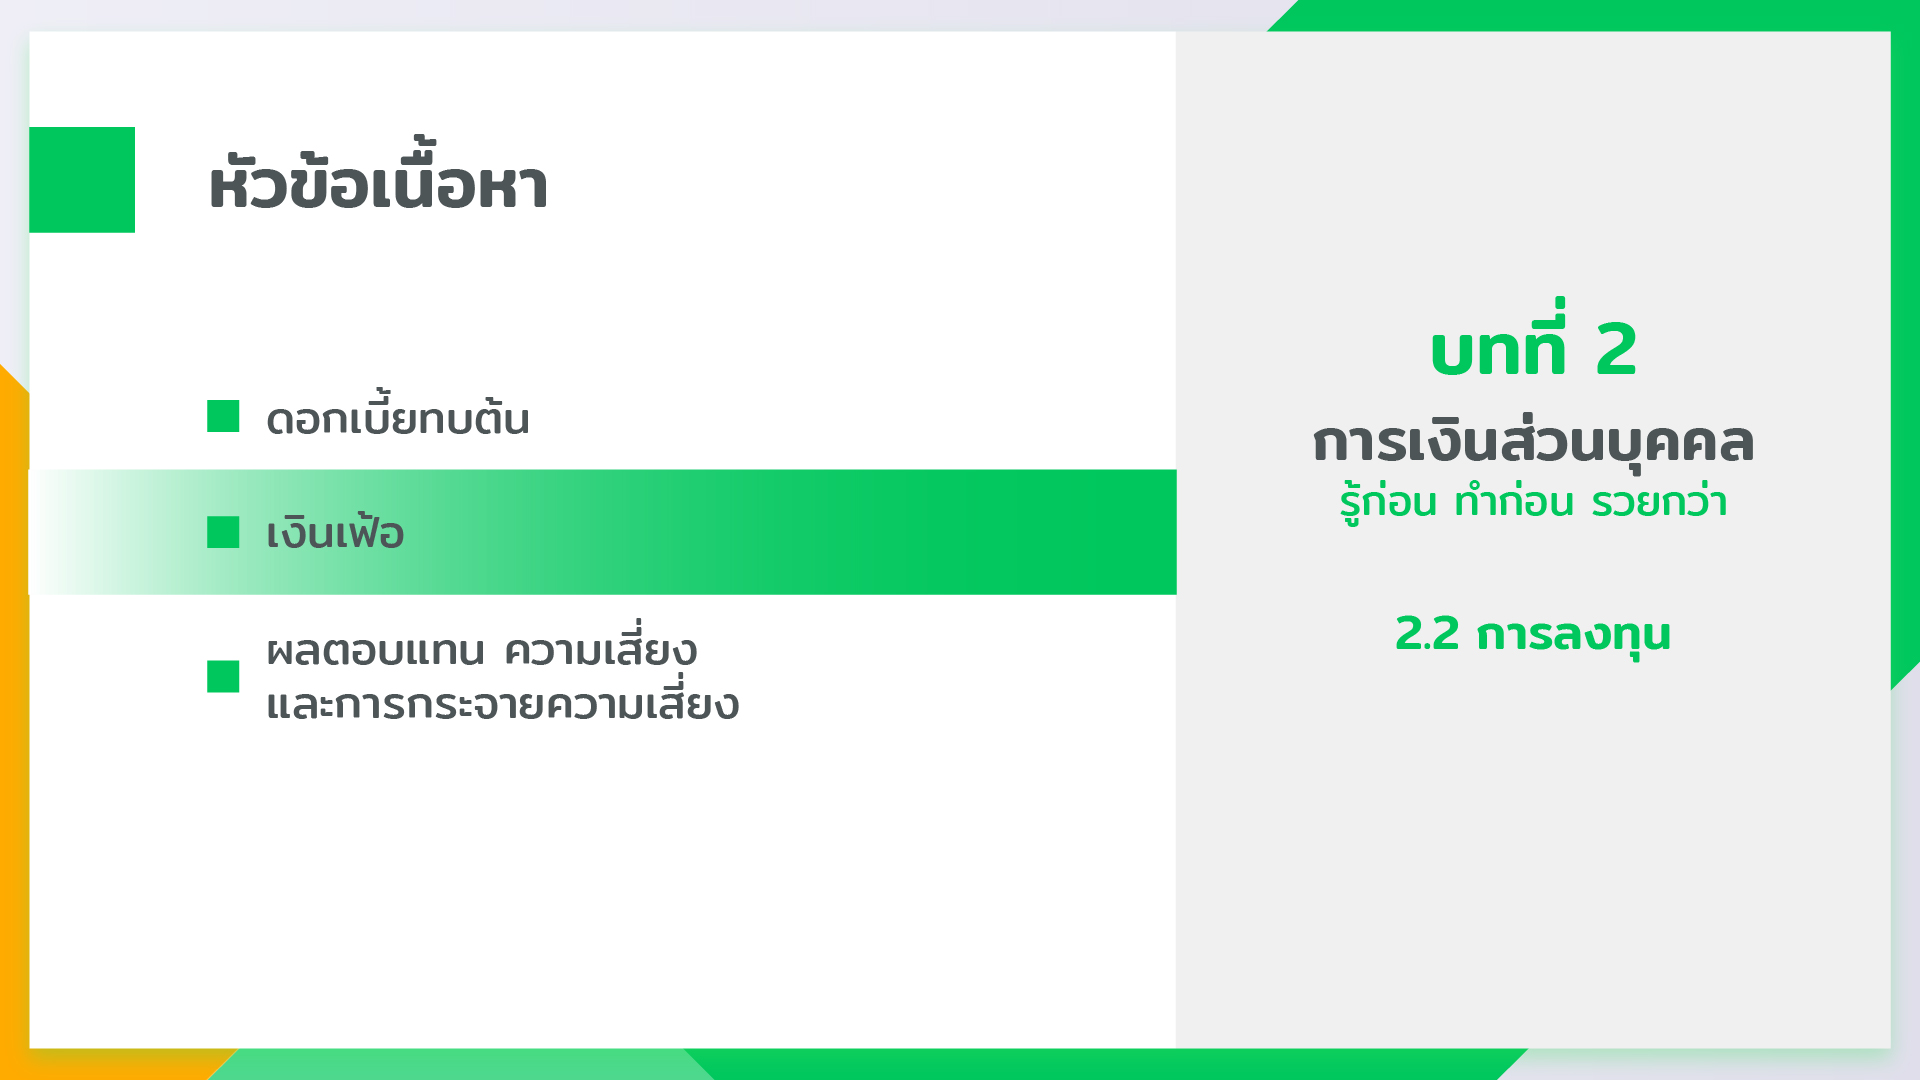 หัวข้อเนื้อหา
ดอกเบี้ยทบต้น
เงินเฟ้อ
ผลตอบแทน ความเสี่ยง
และการกระจายความเสี่ยง
บทที่ 2
การเงินส่วนบุคคล
รู้ก่อน ทำก่อน รวยกว่า
2.2 การลงทุน